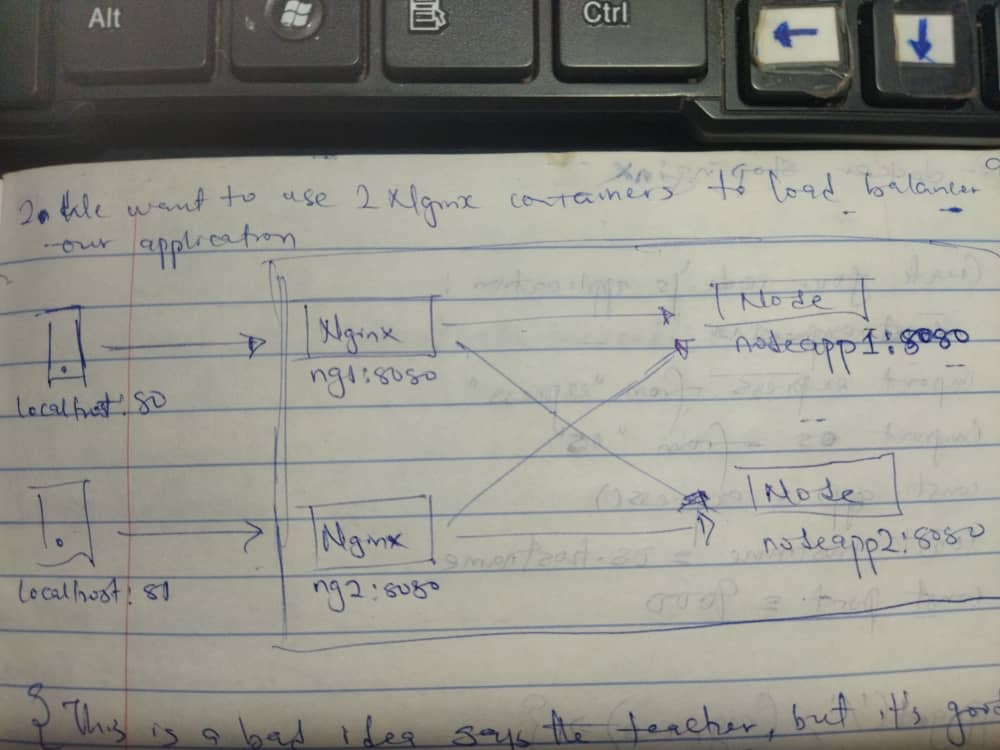 Alt
Ctrl
2. We want to use 2 Nginx containers to load balancer
our application
Nginx
Node
ng1:8080
nodeapp1:8080
localhost:80
Nginx
Node
ng2:8080
nodeapp2:8080
localhost:81
This is a bad idea says the teacher, but it's good